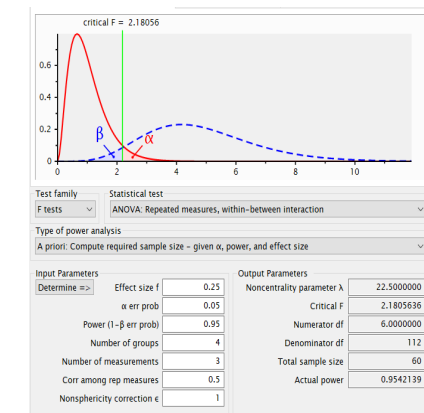 critical F = 2.18056
0.6
0.4
0.2
β
α
0
0
2
4
6
8
10
Test family
Statistical test
F tests
ANOVA: Repeated measures, within-between interaction
Type of power analysis
A priori: Compute required sample size - given α, power, and effect size
Input Parameters
Output Parameters
Determine =>
Effect size f
0.25
Noncentrality parameter λ
22.5000000
α err prob
0.05
Critical F
2.1805636
Power (1-β err prob)
0.95
Numerator df
6.0000000
Number of groups
4
Denominator df
112
Number of measurements
3
Total sample size
60
Corr among rep measures
0.5
Actual power
0.9542139
Nonsphericity correction ε
1